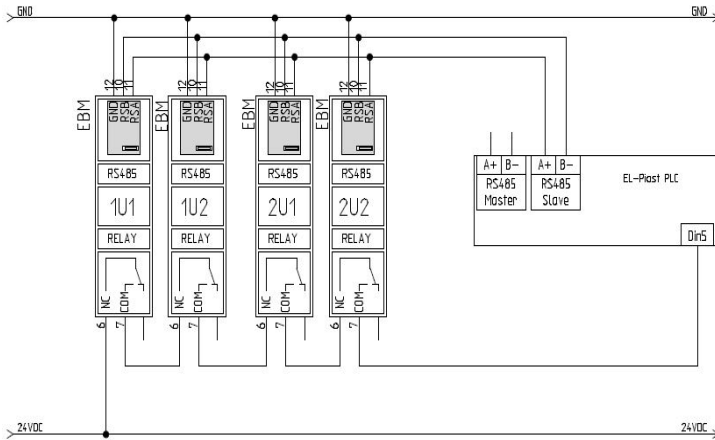 GND GND
12 10 11 12 10 11 12 10 11 12 10 11
EBM EBM EBM EBM
GND RSB RSA GND RSB RSA GND RSB RSA GND RSB RSA
A+ B- A+ B-
RS485 RS485 RS485 RS485
RS485 Master RS485 Slave
EL-Piast PLC
1U1 1U2 2U1 2U2
RELAY RELAY RELAY RELAY
Din5
NC COM NC COM NC COM NC COM
6 7 6 7 6 7 6 7
24VDC 24VDC